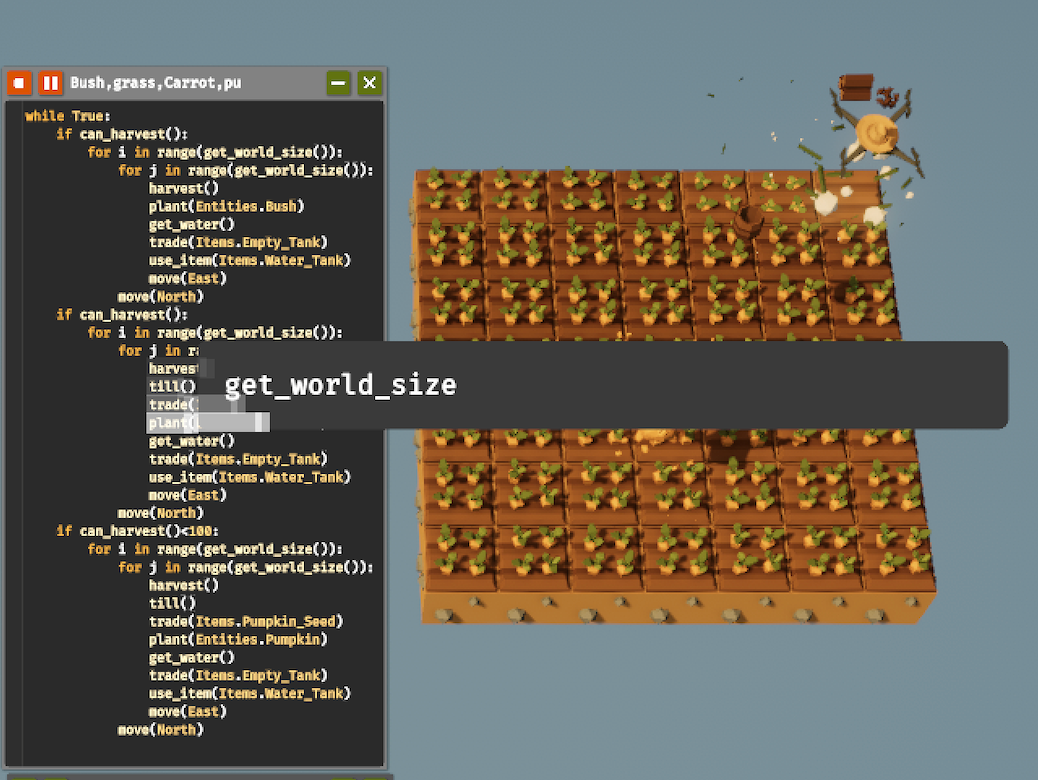 Bush,grass,Carrot,pu
while True:
if can_harvest():
for i in range(get_world_size()):
for j in range(get_world_size()):
harvest()
plant(Entities.Bush)
get_water()
trade(Items.Empty_Tank)
use_item(Items.Water_Tank)
move(East)
move(North)
if can_harvest():
for i in range(get_world_size()):
for j in
harvest
till()
trade(
plant(
get_world_size
get_water()
trade(Items.Empty_Tank)
use_item(Items.Water_Tank)
move(East)
move(North)
if can_harvest()<100:
for i in range(get_world_size()):
for j in range(get_world_size()):
harvest()
till()
trade(Items.Pumpkin_Seed)
plant(Entities.Pumpkin)
get_water()
trade(Items.Empty_Tank)
use_item(Items.Water_Tank)
move(East)
move(North)